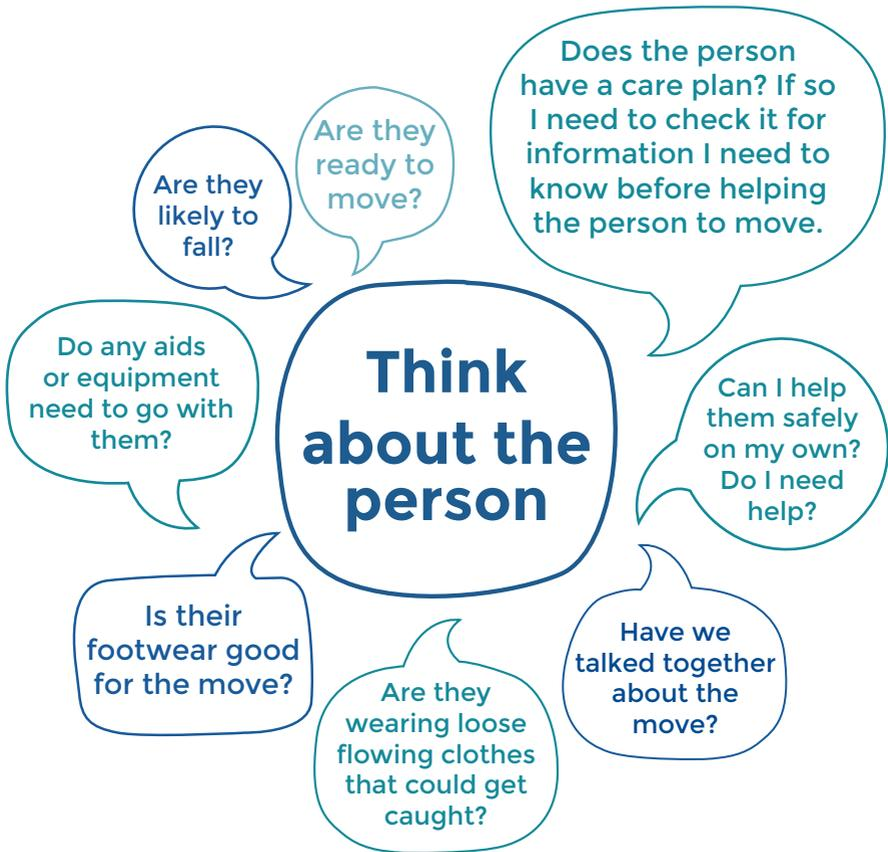 Think
about the
person
Are they
likely to
fall?
Are they
ready to
move?
Does the person
have a care plan? If so
I need to check it for
information I need to
know before helping
the person to move.
Can I help
them safely
on my own?
Do I need
help?
Have we
talked together
about the
move?
Are they
wearing loose
flowing clothes
that could get
caught?
Is their
footwear good
for the move?
Do any aids
or equipment
need to go with
them?